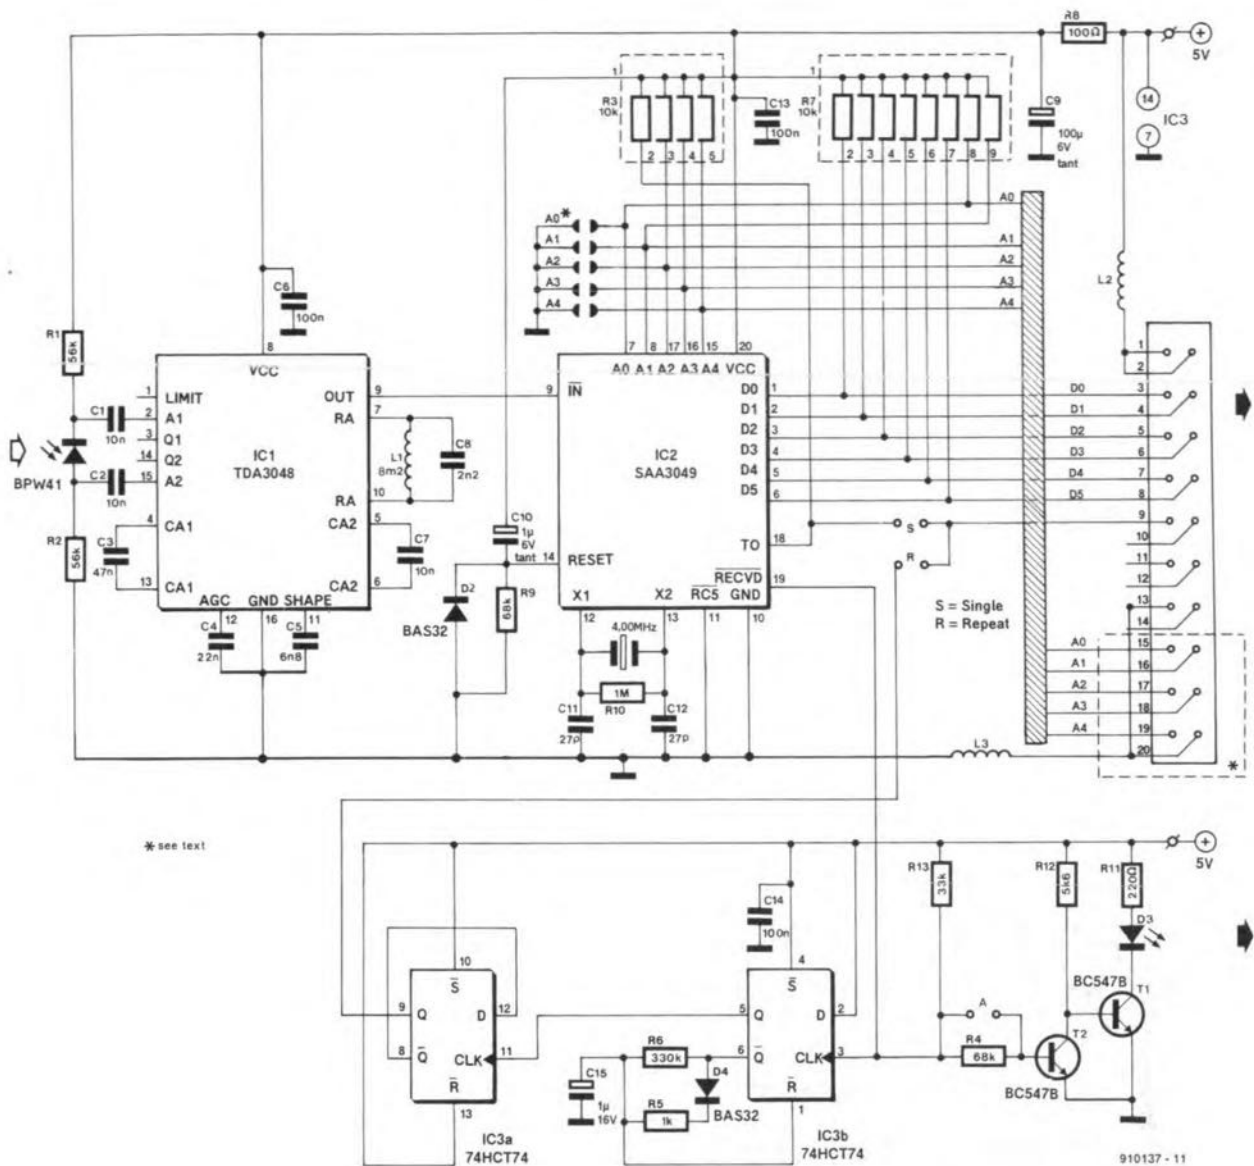 R8
100Ω
5V
14
7
IC3
1
R3
10k
2 3 4 5
C13
100n
1
R7
10k
2 3 4 5 6 7 8 9
C9
100µ
6V
tant
A0*
A1
A2
A3
A4
A0
A1
A2
A3
A4
L2
C6
100n
R1
56k
C1
10n
BPW41
C2
10n
R2
56k
C3
47n
8
VCC
1 LIMIT
2 A1
3 Q1
14 Q2
15 A2
4 CA1
13 CA1
OUT 9
RA 7
RA 10
CA2 5
CA2 6
IC1
TDA3048
AGC GND SHAPE
12 16 11
C4
22n
C5
6n8
L1
8m2
C8
2n2
C7
10n
C10
1µ
6V
tant
D2
BAS32
R9
68k
7 8 17 16 15 20
A0 A1 A2 A3 A4 VCC
9 IN
IC2
SAA3049
D0 1
D1 2
D2 3
D3 4
D4 5
D5 6
TO 18
14 RESET
RECVD 19
X1 X2 RC5 GND
12 13 11 10
4,00MHz
1M
R10
C11
27p
C12
27p
D0
D1
D2
D3
D4
D5
S
R
S = Single
R = Repeat
1
2
3
4
5
6
7
8
9
10
11
12
13
14
A0 15
A1 16
A2 17
A3 18
A4 19
20
*
L3
* see text
5V
10
S
9 Q
D 12
8 Q
CLK 11
R
13
IC3a
74HCT74
C14
100n
4
S
5 Q
D 2
6 Q
CLK 3
R
1
IC3b
74HCT74
C15
1µ
16V
R6
330k
R5
1k
D4
BAS32
R13
33k
R12
5k6
R11
220Ω
D3
A
R4
68k
BC547B
T1
T2
BC547B
910137 - 11